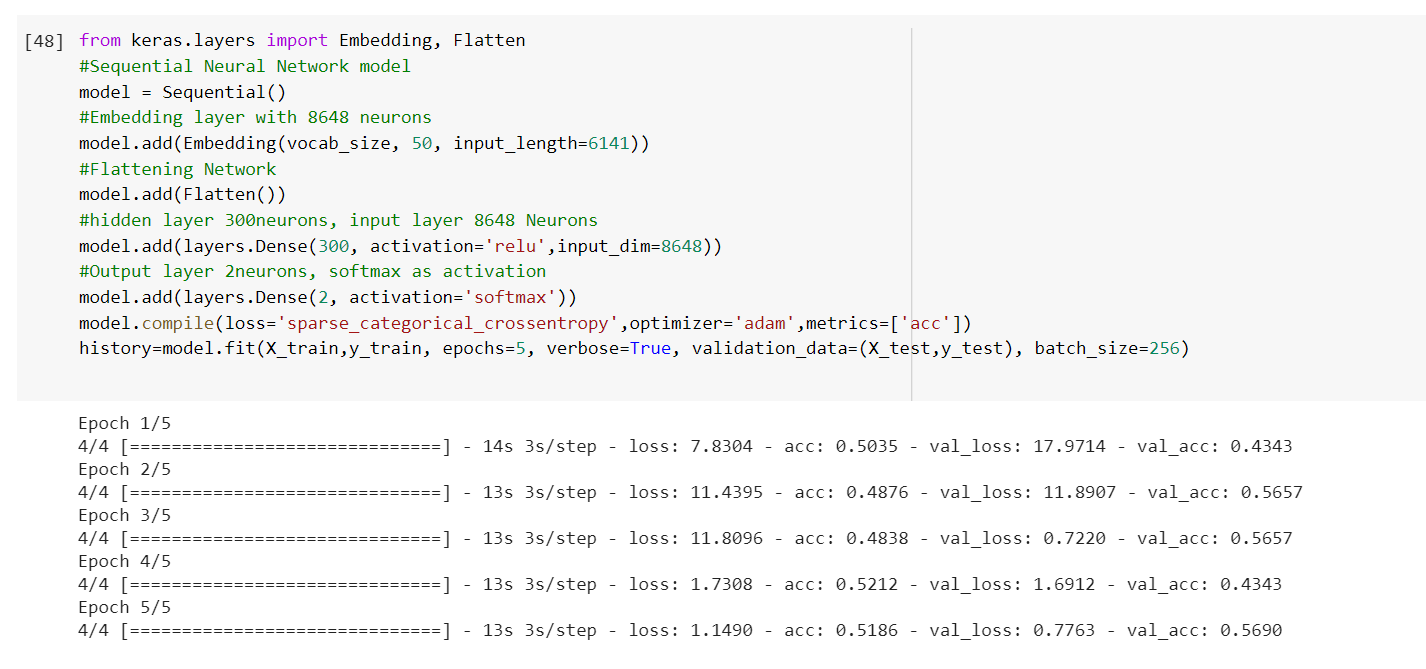 [48] from keras.layers import Embedding, Flatten
#Sequential Neural Network model
model = Sequential()
#Embedding layer with 8648 neurons
model.add(Embedding(vocab_size, 50, input_length=6141))
#Flattening Network
model.add(Flatten())
#hidden layer 300neurons, input layer 8648 Neurons
model.add(layers.Dense(300, activation='relu',input_dim=8648))
#Output layer 2neurons, softmax as activation
model.add(layers.Dense(2, activation='softmax'))
model.compile(loss='sparse_categorical_crossentropy',optimizer='adam',metrics=['acc'])
history=model.fit(X_train,y_train, epochs=5, verbose=True, validation_data=(X_test,y_test), batch_size=256)
Epoch 1/5
4/4 [==============================] - 14s 3s/step - loss: 7.8304 - acc: 0.5035 - val_loss: 17.9714 - val_acc: 0.4343
Epoch 2/5
4/4 [==============================] - 13s 3s/step - loss: 11.4395 - acc: 0.4876 - val_loss: 11.8907 - val_acc: 0.5657
Epoch 3/5
4/4 [==============================] - 13s 3s/step - loss: 11.8096 - acc: 0.4838 - val_loss: 0.7220 - val_acc: 0.5657
Epoch 4/5
4/4 [==============================] - 13s 3s/step - loss: 1.7308 - acc: 0.5212 - val_loss: 1.6912 - val_acc: 0.4343
Epoch 5/5
4/4 [==============================] - 13s 3s/step - loss: 1.1490 - acc: 0.5186 - val_loss: 0.7763 - val_acc: 0.5690